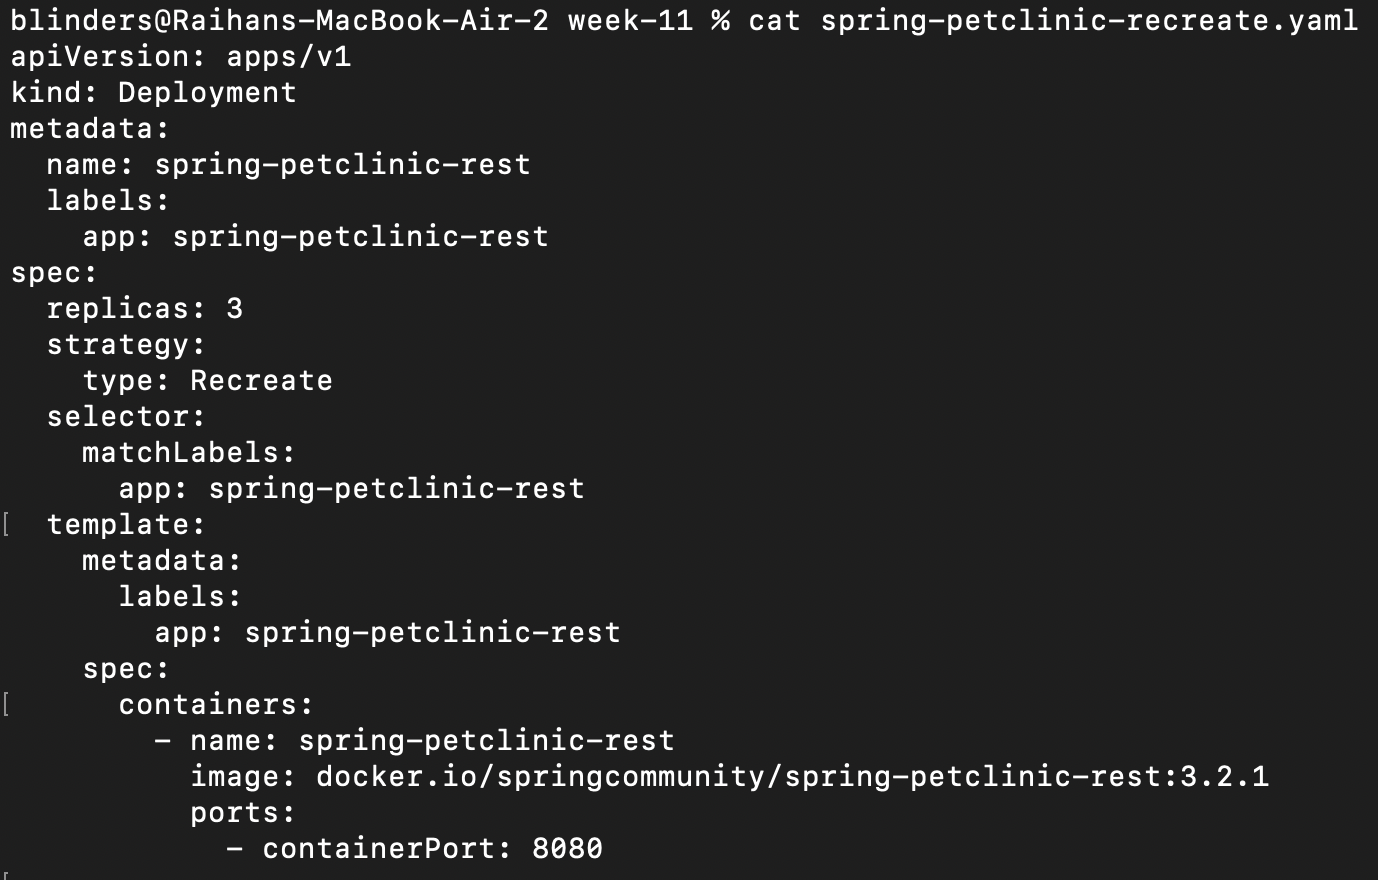 blinders@Raihans-MacBook-Air-2 week-11 % cat spring-petclinic-recreate.yaml
apiVersion: apps/v1
kind: Deployment
metadata:
  name: spring-petclinic-rest
  labels:
    app: spring-petclinic-rest
spec:
  replicas: 3
  strategy:
    type: Recreate
  selector:
    matchLabels:
      app: spring-petclinic-rest
  template:
    metadata:
      labels:
        app: spring-petclinic-rest
    spec:
      containers:
        - name: spring-petclinic-rest
          image: docker.io/springcommunity/spring-petclinic-rest:3.2.1
          ports:
            - containerPort: 8080